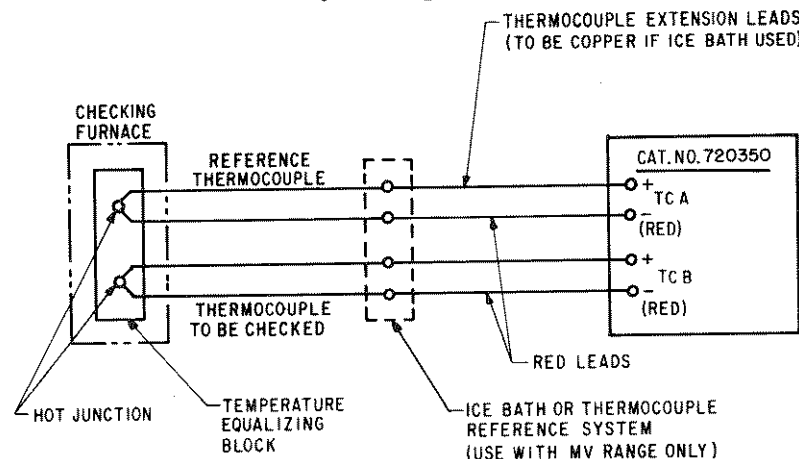 THERMOCOUPLE EXTENSION LEADS
(TO BE COPPER IF ICE BATH USED)
CHECKING
FURNACE
REFERENCE
THERMOCOUPLE
CAT. NO. 720350
+
TC A
-
(RED)
+
TC B
-
(RED)
THERMOCOUPLE
TO BE CHECKED
RED LEADS
HOT JUNCTION
TEMPERATURE
EQUALIZING
BLOCK
ICE BATH OR THERMOCOUPLE
REFERENCE SYSTEM
(USE WITH MV RANGE ONLY)